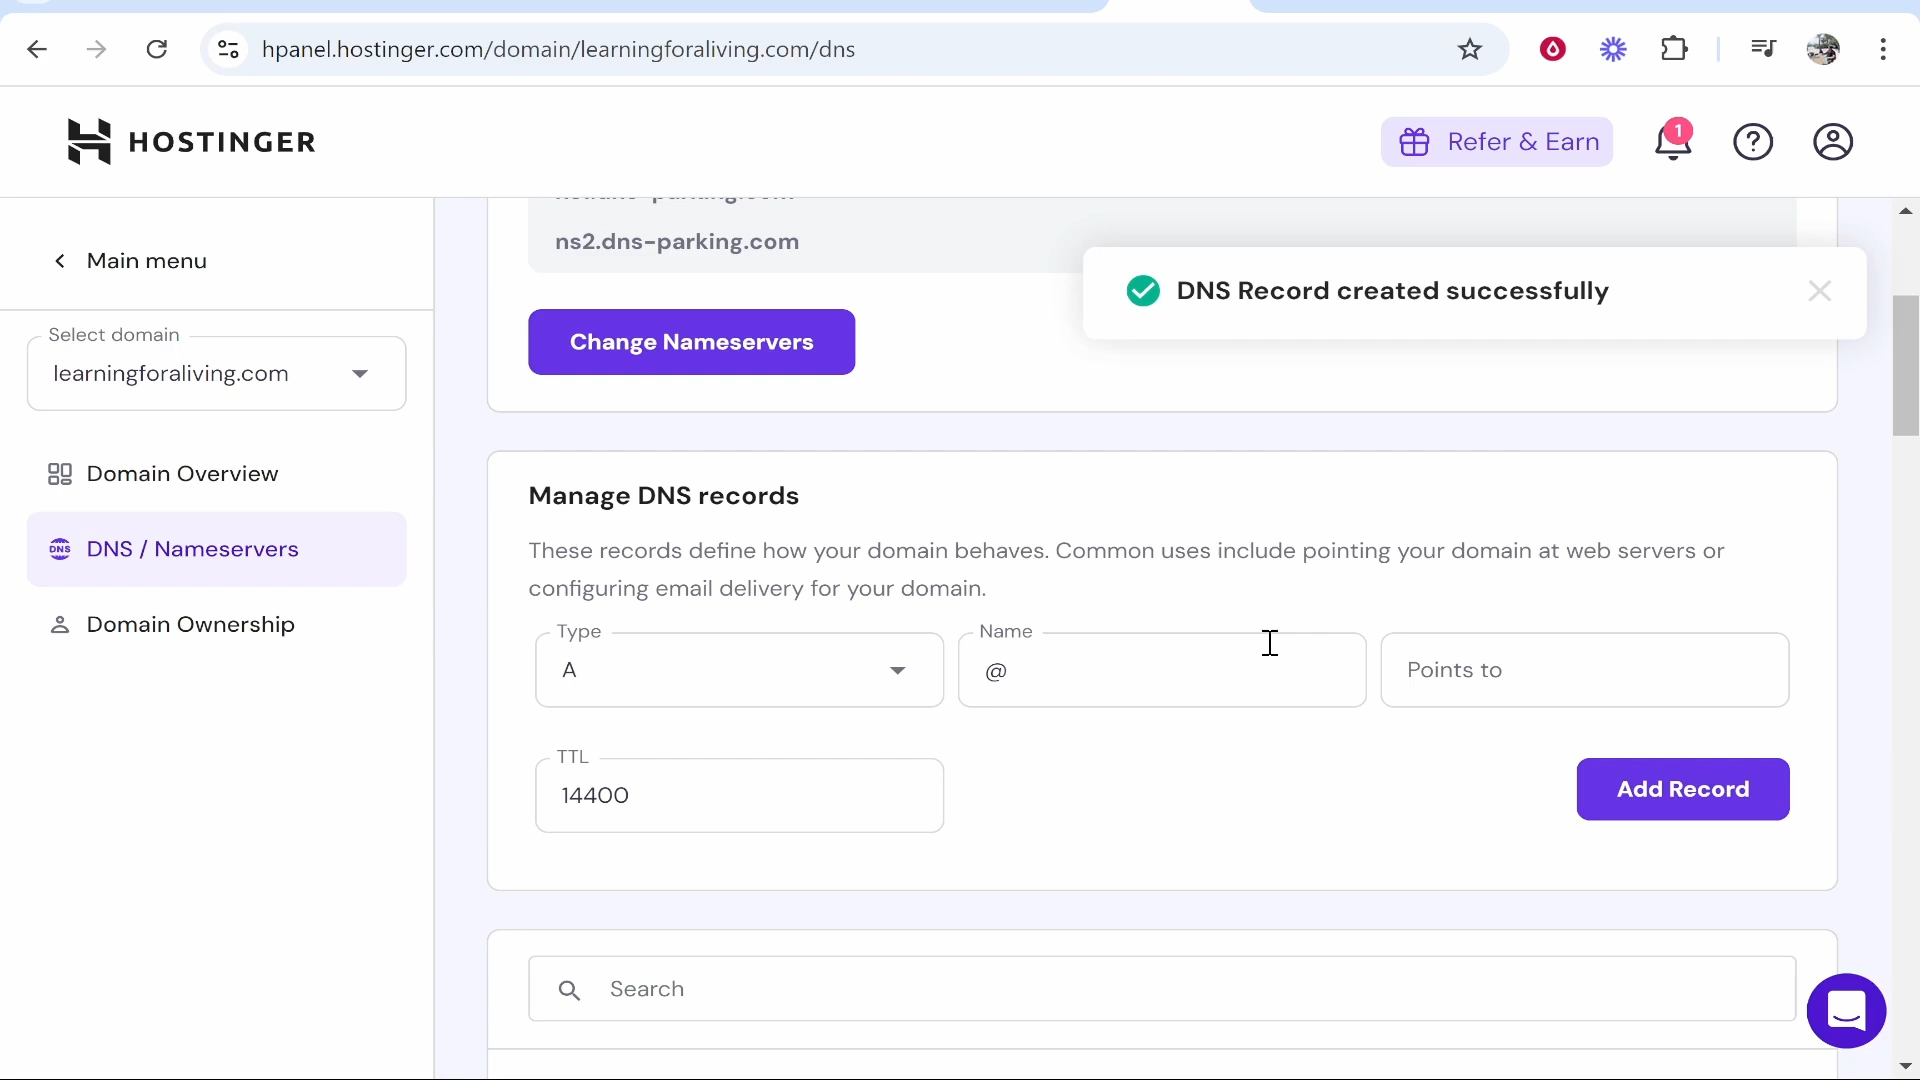 hpanel.hostinger.com/domain/learningforaliving.com/dns
HOSTINGER
Refer & Earn
1
Main menu
ns2.dns-parking.com
DNS Record created successfully
Select domain
learningforaliving.com
Change Nameservers
Domain Overview
Manage DNS records
DNS DNS / Nameservers
These records define how your domain behaves. Common uses include pointing your domain at web servers or
configuring email delivery for your domain.
Domain Ownership
Type
A
Name
@
Points to
TTL
14400
Add Record
Search